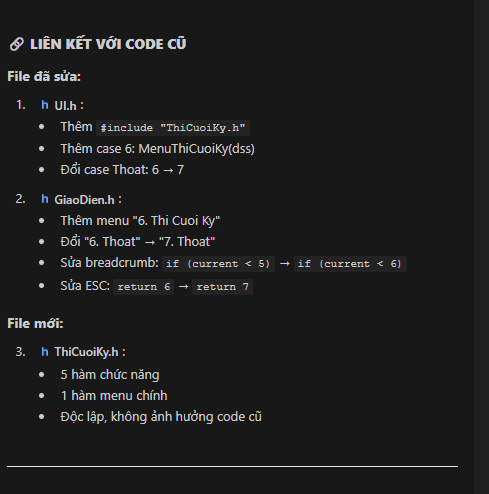 🔗 LIÊN KẾT VỚI CODE CŨ
File đã sửa:
1. h UI.h :
• Thêm #include "ThiCuoiKy.h"
• Thêm case 6: MenuThiCuoiKy(dss)
• Đổi case Thoat: 6 → 7
2. h GiaoDien.h :
• Thêm menu "6. Thi Cuoi Ky"
• Đổi "6. Thoat" → "7. Thoat"
• Sửa breadcrumb: if (current < 5) → if (current < 6)
• Sửa ESC: return 6 → return 7
File mới:
3. h ThiCuoiKy.h :
• 5 hàm chức năng
• 1 hàm menu chính
• Độc lập, không ảnh hưởng code cũ